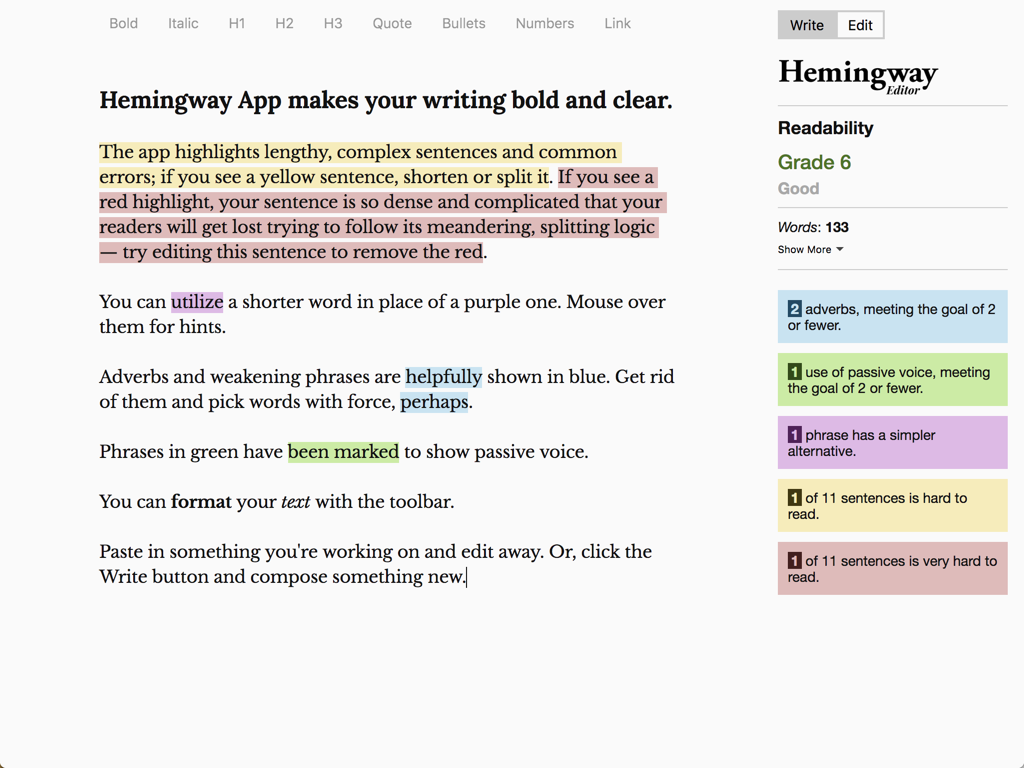 Bold Italic H1 H2 H3 Quote Bullets Numbers Link
Write Edit
Hemingway App makes your writing bold and clear.
The app highlights lengthy, complex sentences and common
errors; if you see a yellow sentence, shorten or split it. If you see a
red highlight, your sentence is so dense and complicated that your
readers will get lost trying to follow its meandering, splitting logic
— try editing this sentence to remove the red.
You can utilize a shorter word in place of a purple one. Mouse over
them for hints.
Adverbs and weakening phrases are helpfully shown in blue. Get rid
of them and pick words with force, perhaps.
Phrases in green have been marked to show passive voice.
You can format your text with the toolbar.
Paste in something you're working on and edit away. Or, click the
Write button and compose something new.
Hemingway
Editor
Readability
Grade 6
Good
Words: 133
Show More
2 adverbs, meeting the goal of 2
or fewer.
1 use of passive voice, meeting
the goal of 2 or fewer.
1 phrase has a simpler
alternative.
1 of 11 sentences is hard to
read.
1 of 11 sentences is very hard to
read.